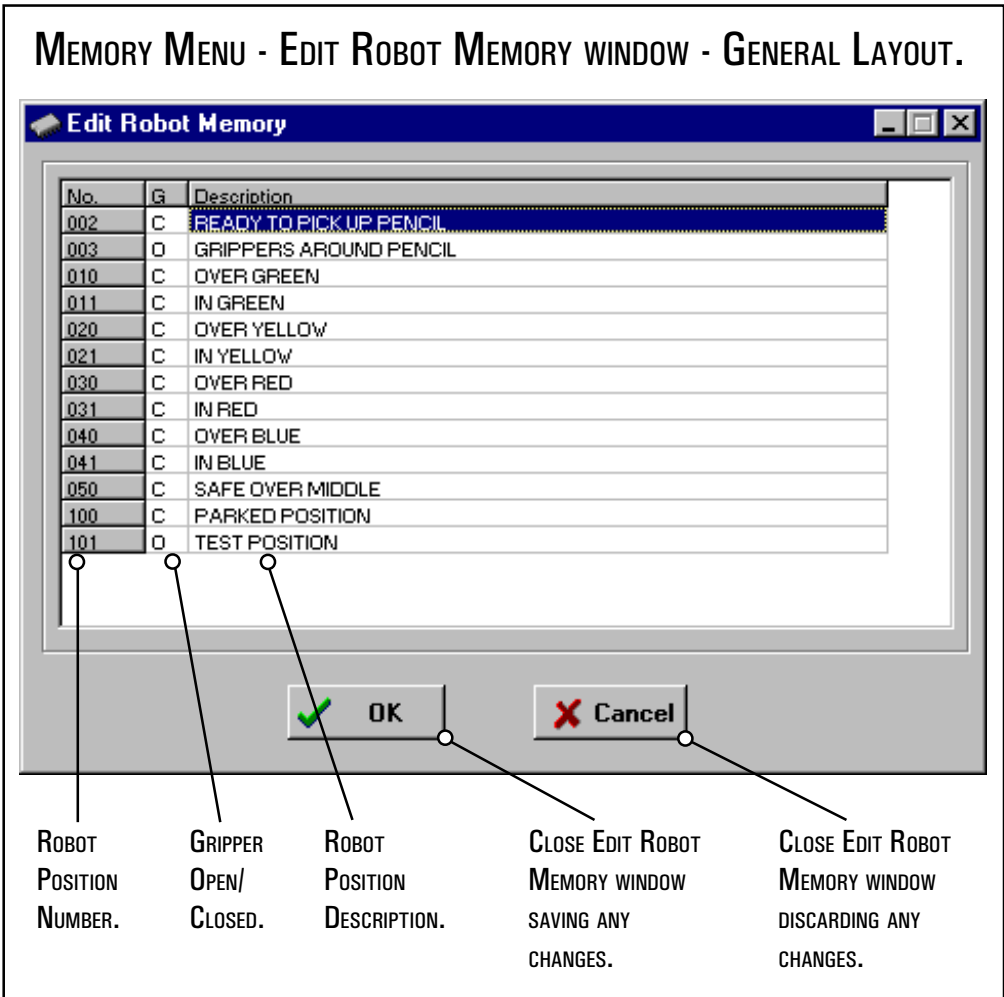 Memory Menu - Edit Robot Memory window - General Layout.
Edit Robot Memory
No. G Description
002 C READY TO PICK UP PENCIL
003 O GRIPPERS AROUND PENCIL
010 C OVER GREEN
011 C IN GREEN
020 C OVER YELLOW
021 C IN YELLOW
030 C OVER RED
031 C IN RED
040 C OVER BLUE
041 C IN BLUE
050 C SAFE OVER MIDDLE
100 C PARKED POSITION
101 O TEST POSITION
OK
Cancel
Robot
Position
Number.
Gripper
Open/
Closed.
Robot
Position
Description.
Close Edit Robot
Memory window
saving any
changes.
Close Edit Robot
Memory window
discarding any
changes.